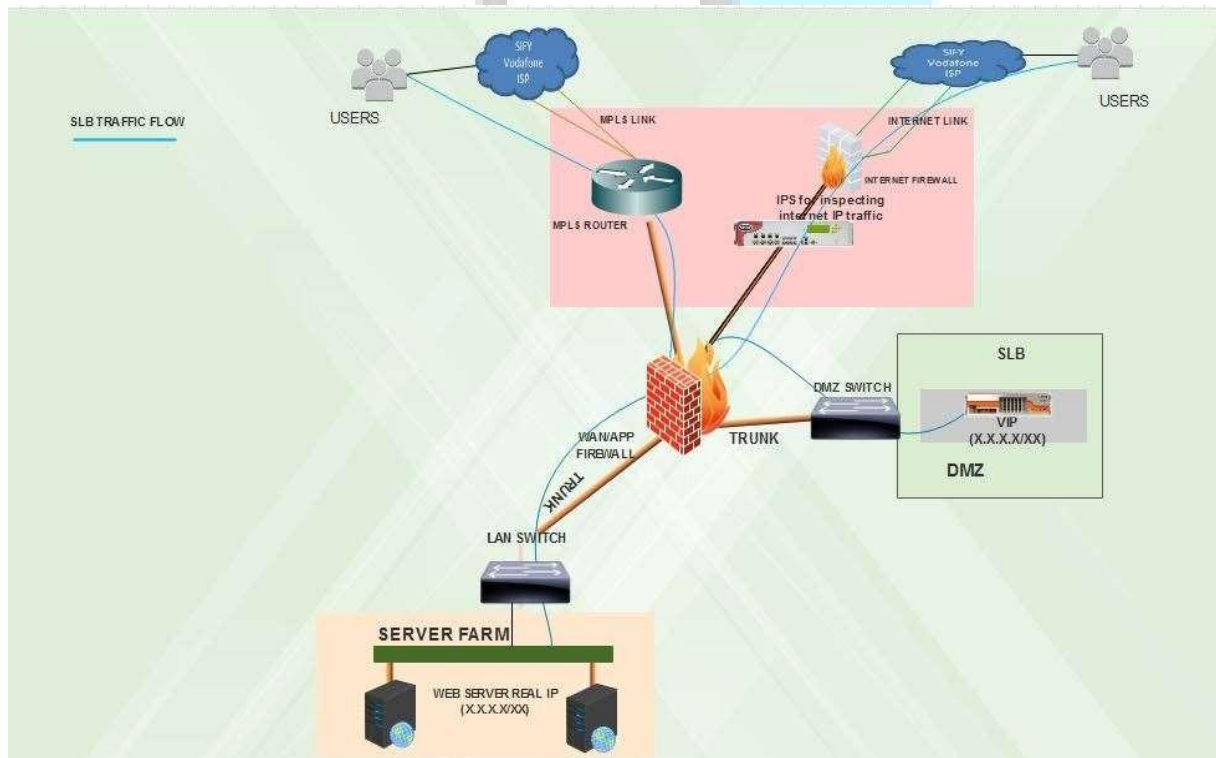 SIFY
Vodafone
ISP
SIFY
Vodafone
ISP
USERS
USERS
SLB TRAFFIC FLOW
MPLS LINK
INTERNET LINK
INTERNET FIREWALL
IPS for inspecting
internet IP traffic
MPLS ROUTER
SLB
DMZ SWITCH
VIP
(X.X.X.X/XX)
WAN/APP
FIREWALL
TRUNK
DMZ
TRUNK
LAN SWITCH
SERVER FARM
WEB SERVER REAL IP
(X.X.X.X/XX)